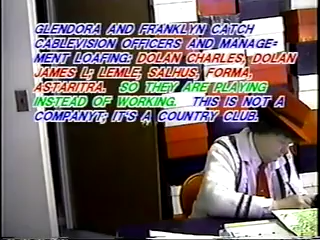 GLENDORA AND FRANKLYN CATCH
CABLEVISION OFFICERS AND MANAGE=
MENT LOAFING: DOLAN CHARLES, DOLAN
JAMES L; LEMLE, SALHUS, FORMA,
ASTARITRA. SO THEY ARE PLAYING
INSTEAD OF WORKING. THIS IS NOT A
COMPANYT; IT'S A COUNTRY CLUB.